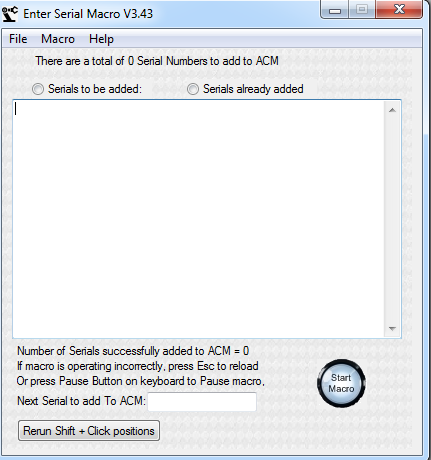 Enter Serial Macro V3.43
File Macro Help
There are a total of 0 Serial Numbers to add to ACM
Serials to be added: Serials already added
Number of Serials successfully added to ACM = 0
If macro is operating incorrectly, press Esc to reload
Or press Pause Button on keyboard to Pause macro,
Start
Macro
Next Serial to add To ACM:
Rerun Shift + Click positions